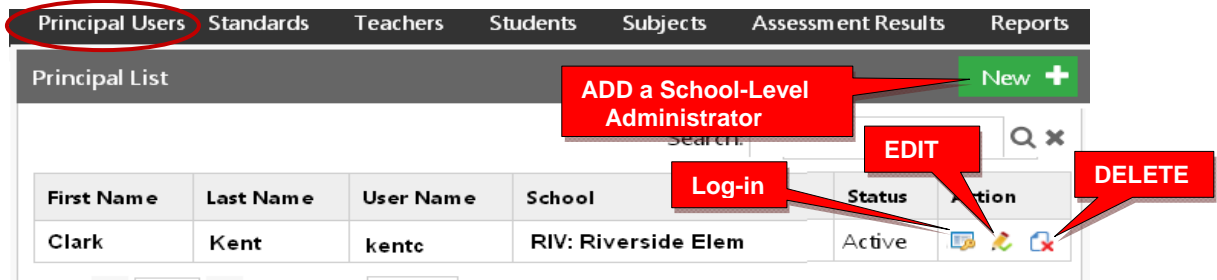 Principal Users Standards Teachers Students Subjects Assessment Results Reports
Principal List
New
ADD a School-Level
Administrator
Search:
EDIT
Log-in
DELETE
First Name Last Name User Name School Status Action
Clark Kent kentc RIV: Riverside Elem Active